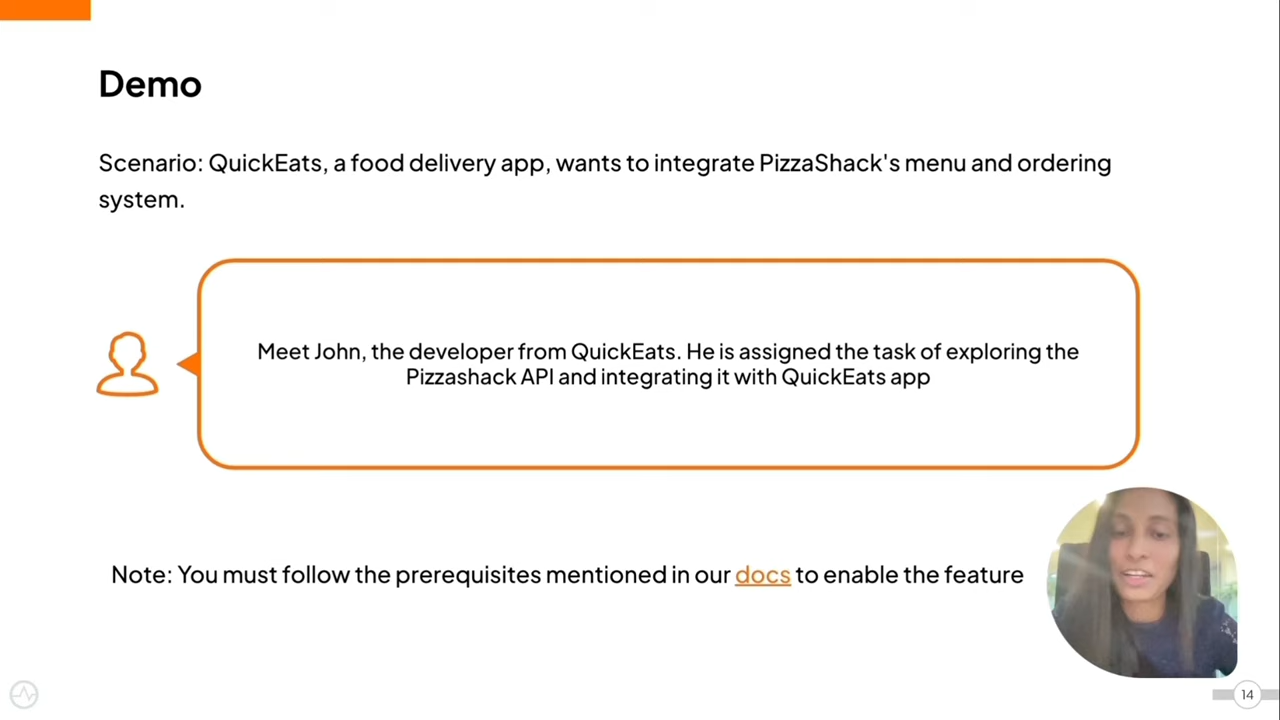 Demo
Scenario: QuickEats, a food delivery app, wants to integrate PizzaShack's menu and ordering
system.
Meet John, the developer from QuickEats. He is assigned the task of exploring the
Pizzashack API and integrating it with QuickEats app
Note: You must follow the prerequisites mentioned in our docs to enable the feature
14